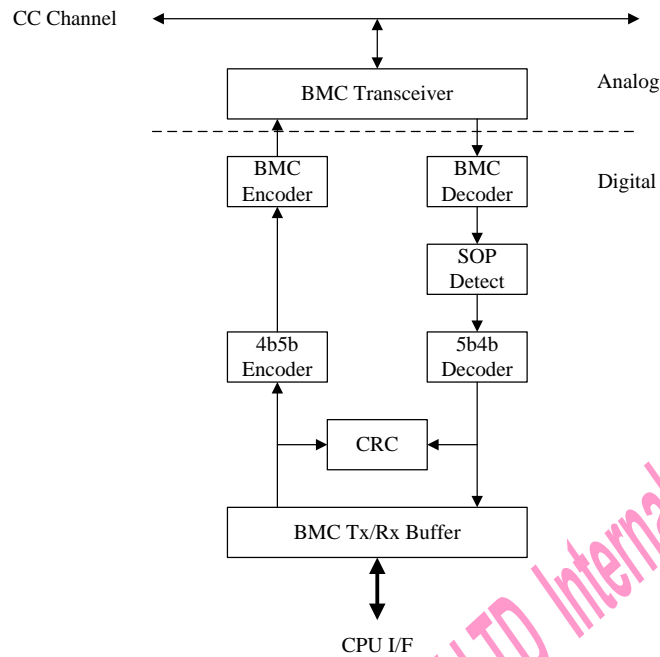 CC Channel
BMC Transceiver
Analog
BMC
Encoder
BMC
Decoder
Digital
SOP
Detect
4b5b
Encoder
5b4b
Decoder
CRC
BMC Tx/Rx Buffer
CPU I/F
LTD